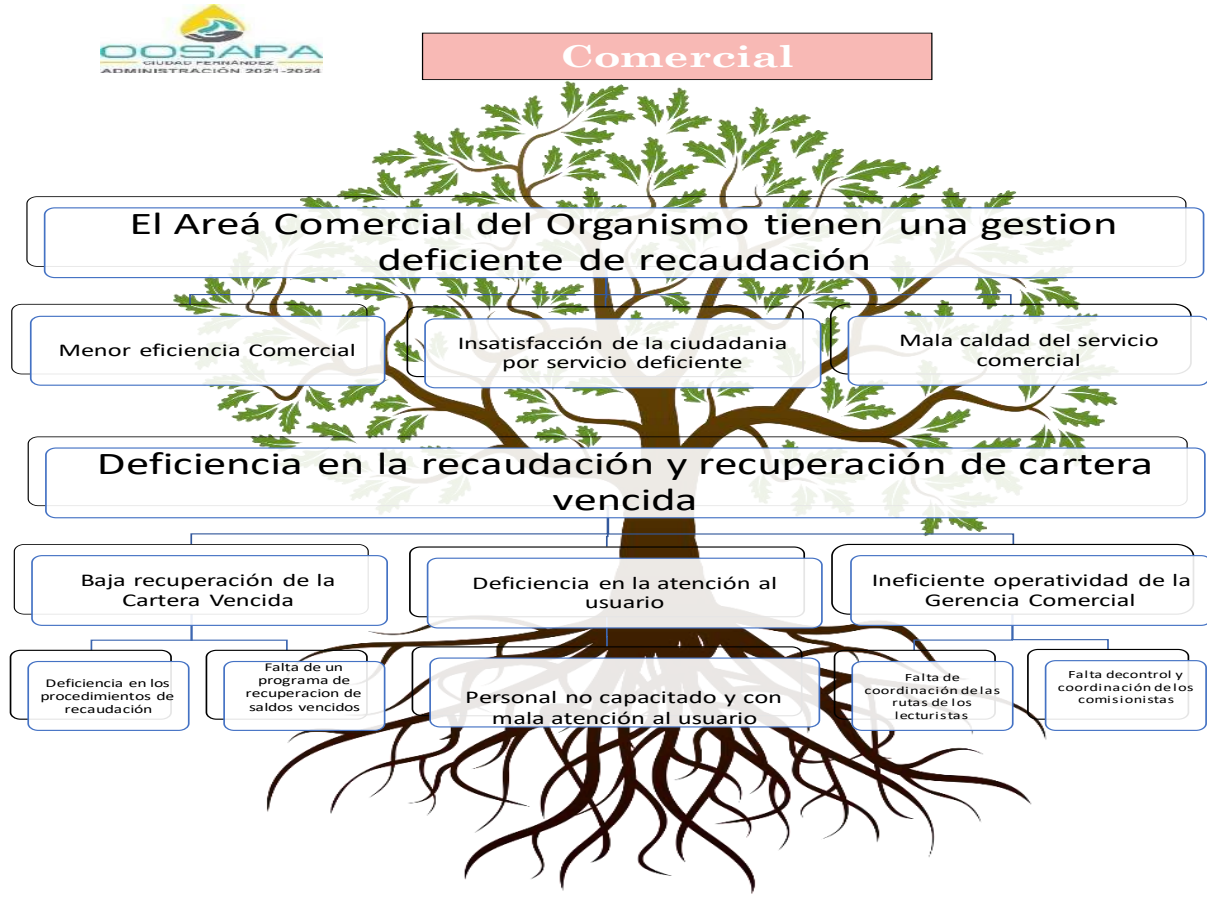 OOSAPA
CIUDAD FERNÁNDEZ
ADMINISTRACIÓN 2021-2024
Comercial
El Areá Comercial del Organismo tienen una gestion
deficiente de recaudación
Menor eficiencia Comercial
Insatisfacción de la ciudadania
por servicio deficiente
Mala caldad del servicio
comercial
Deficiencia en la recaudación y recuperación de cartera
vencida
Baja recuperación de la
Cartera Vencida
Deficiencia en la atención al
usuario
Ineficiente operatividad de la
Gerencia Comercial
Deficiencia en los
procedimientos de
recaudación
Falta de un
programa de
recuperacion de
saldos vencidos
Personal no capacitado y con
mala atención al usuario
Falta de
coordinación de las
rutas de los
lecturistas
Falta decontrol y
coordinación de los
comisionistas